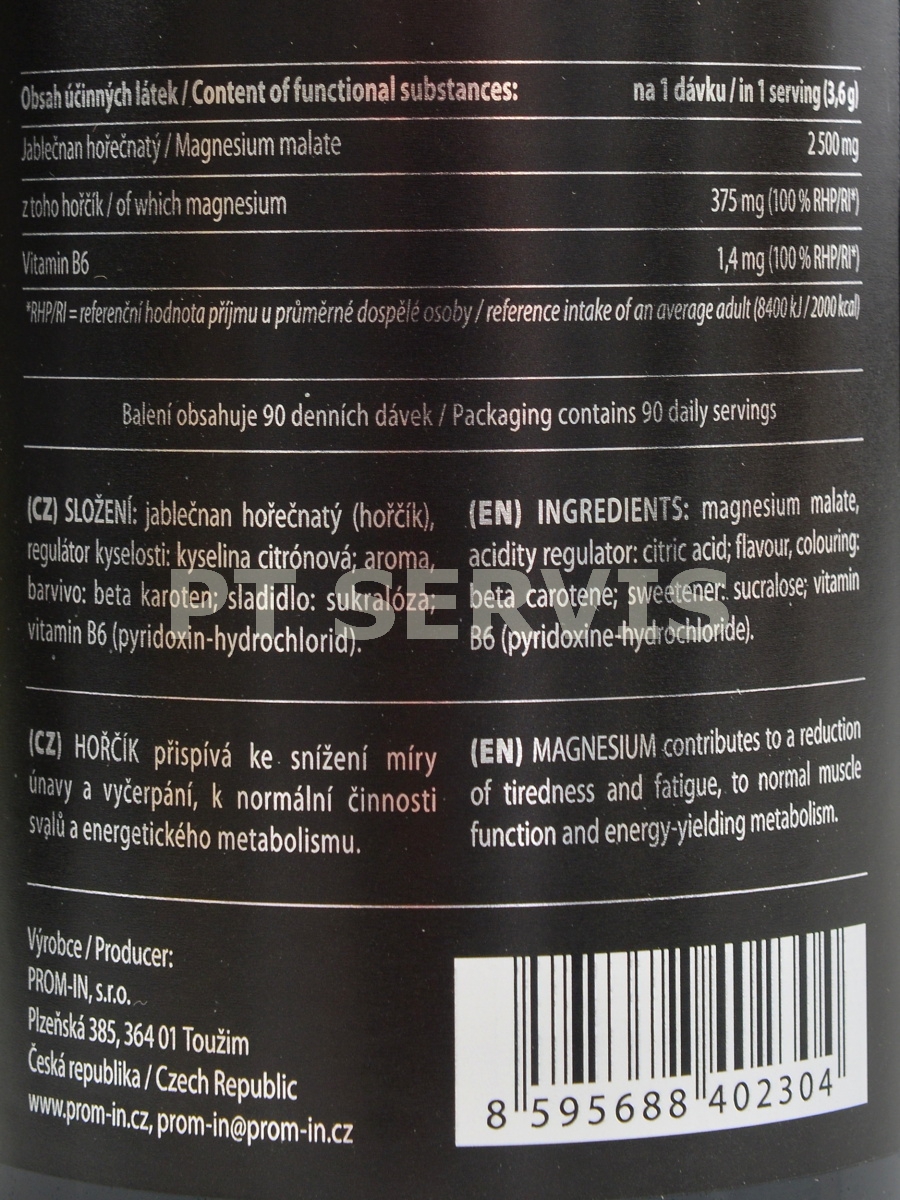 Obsah účinných látek / Content of functional substances: na 1 dávku / in 1 serving (3,6 g)
Jablečnan hořečnatý / Magnesium malate 2 500 mg
z toho hořčík / of which magnesium 375 mg (100 % RHP/RI*)
Vitamin B6 1,4 mg (100 % RHP/RI*)
*RHP/RI = referenční hodnota příjmu u průměrné dospělé osoby / reference intake of an average adult (8400 kJ / 2000 kcal)
Balení obsahuje 90 denních dávek / Packaging contains 90 daily servings
(CZ) SLOŽENÍ: jablečnan hořečnatý (hořčík),
regulátor kyselosti: kyselina citrónová; aroma,
barvivo: beta karoten; sladidlo: sukralóza;
vitamin B6 (pyridoxin-hydrochlorid).
(EN) INGREDIENTS: magnesium malate,
acidity regulator: citric acid; flavour, colouring:
beta carotene; sweetener: sucralose; vitamin
B6 (pyridoxine-hydrochloride).
PT SERVIS
(CZ) HOŘČÍK přispívá ke snížení míry
únavy a vyčerpání, k normální činnosti
svalů a energetického metabolismu.
(EN) MAGNESIUM contributes to a reduction
of tiredness and fatigue, to normal muscle
function and energy-yielding metabolism.
Výrobce / Producer:
PROM-IN, s.r.o.
Plzeňská 385, 364 01 Toužim
Česká republika / Czech Republic
www.prom-in.cz, prom-in@prom-in.cz
8 595688 402304